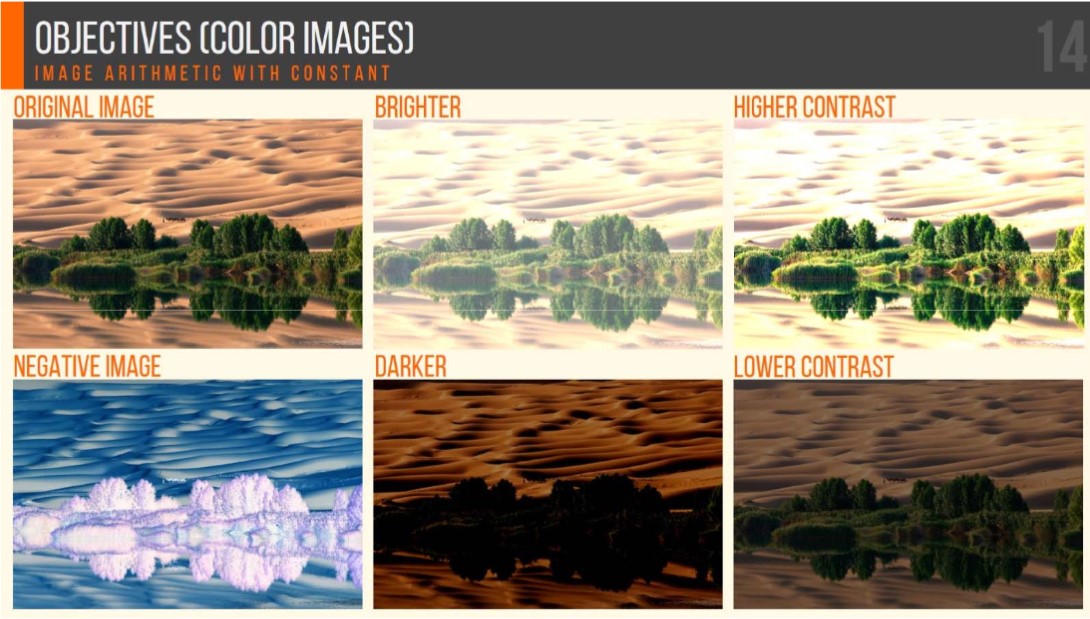 OBJECTIVES (COLOR IMAGES)
IMAGE ARITHMETIC WITH CONSTANT
14
ORIGINAL IMAGE
BRIGHTER
HIGHER CONTRAST
NEGATIVE IMAGE
DARKER
LOWER CONTRAST